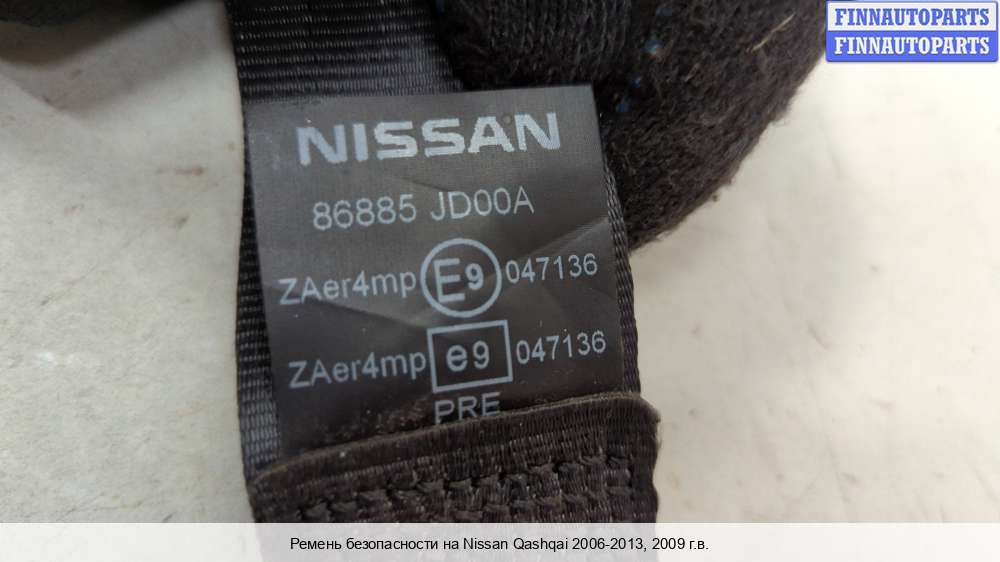 FINNAUTOPARTS
FINNAUTOPARTS
NISSAN
86885 JD00A
ZAer4mp E9 047136
ZAer4mp e9 047136
PRE
Ремень безопасности на Nissan Qashqai 2006-2013, 2009 г.в.